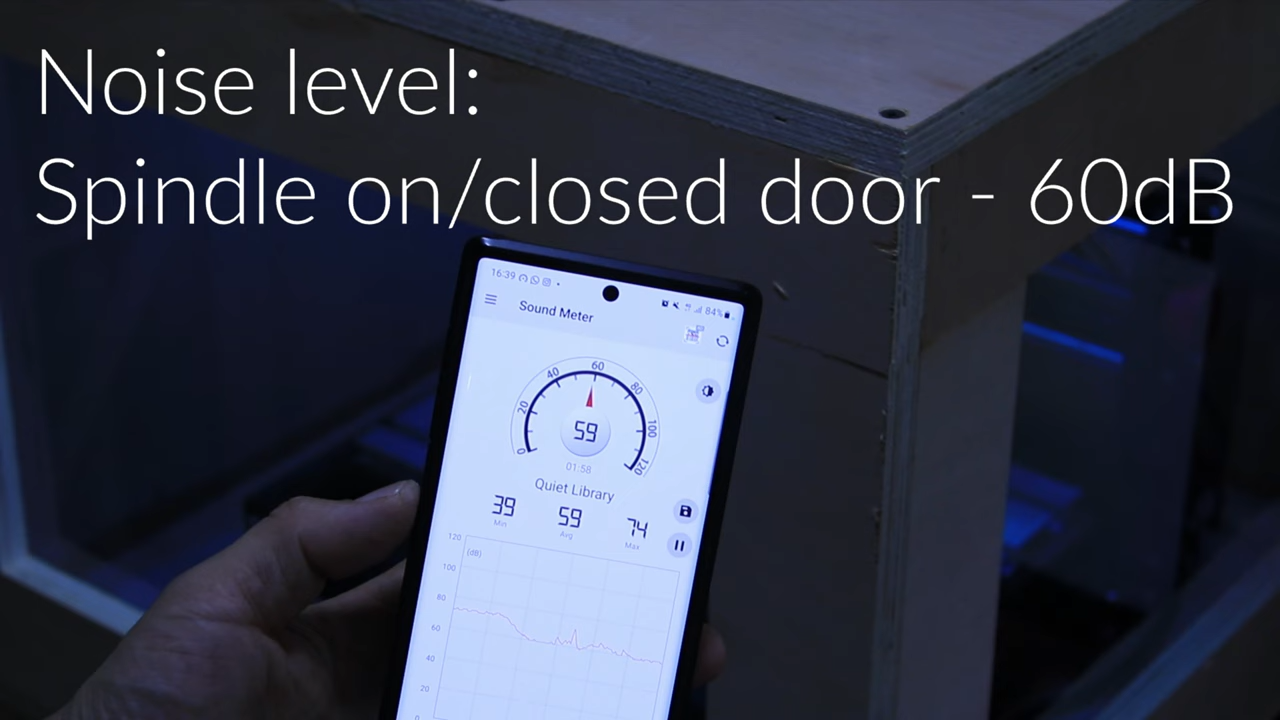 Noise level:
Spindle on/closed door - 60dB
16:39
84%
Sound Meter
0 20 40 60 80 100 120
59
01:58
Quiet Library
39 59 74
Min Avg Max
120
(dB)
100
80
60
40
20
0